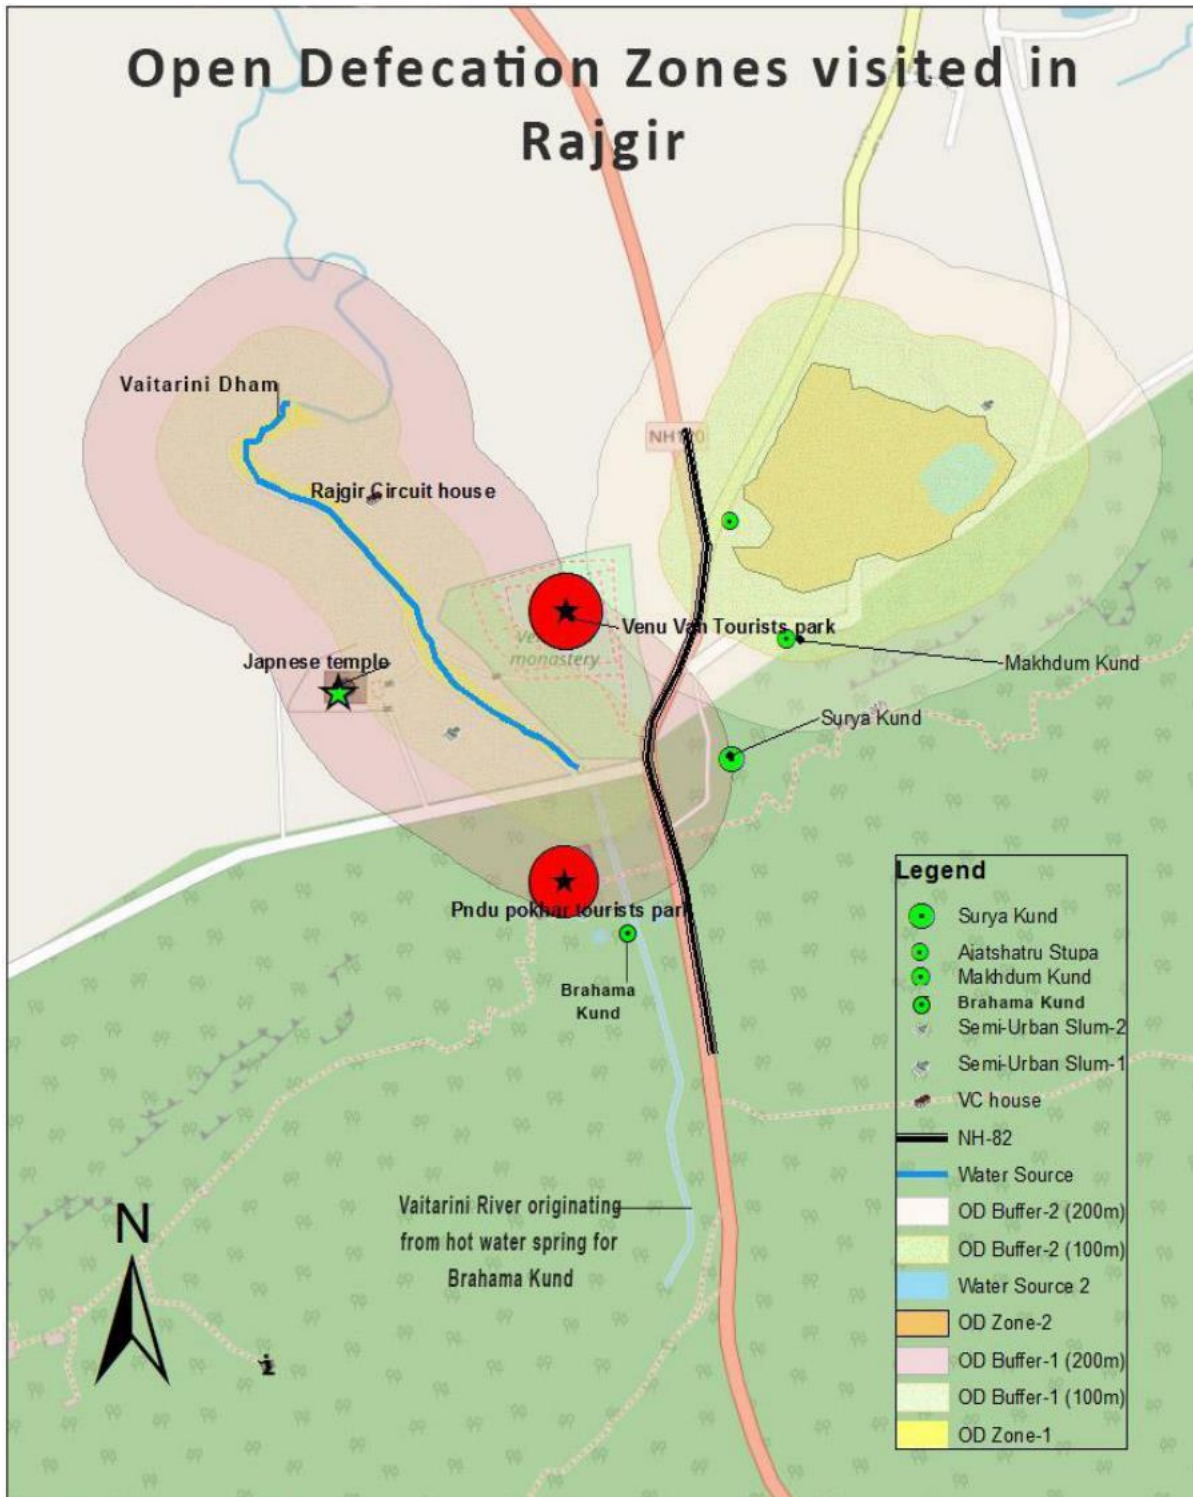 Open Defecation Zones visited in
Rajgir
Vaitarini Dham
NH120
Rajgir Circuit house
Venu Van Tourists park
monastery
Japnese temple
Makhdum Kund
Surya Kund
Pndu pokhar tourists park
Brahama
Kund
Vaitarini River originating
from hot water spring for
Brahama Kund
N
Legend
Surya Kund
Ajatshatru Stupa
Makhdum Kund
Brahama Kund
Semi-Urban Slum-2
Semi-Urban Slum-1
VC house
NH-82
Water Source
OD Buffer-2 (200m)
OD Buffer-2 (100m)
Water Source 2
OD Zone-2
OD Buffer-1 (200m)
OD Buffer-1 (100m)
OD Zone-1